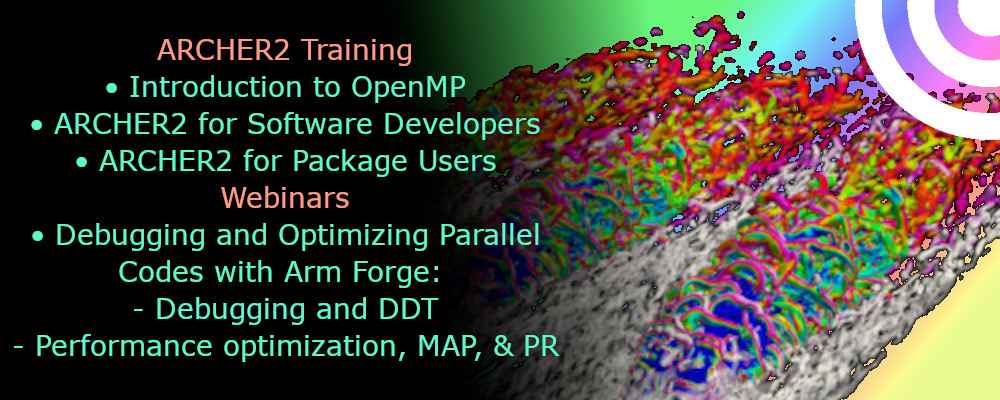 ARCHER2 Training
• Introduction to OpenMP
• ARCHER2 for Software Developers
• ARCHER2 for Package Users
Webinars
• Debugging and Optimizing Parallel
Codes with Arm Forge:
- Debugging and DDT
- Performance optimization, MAP, & PR